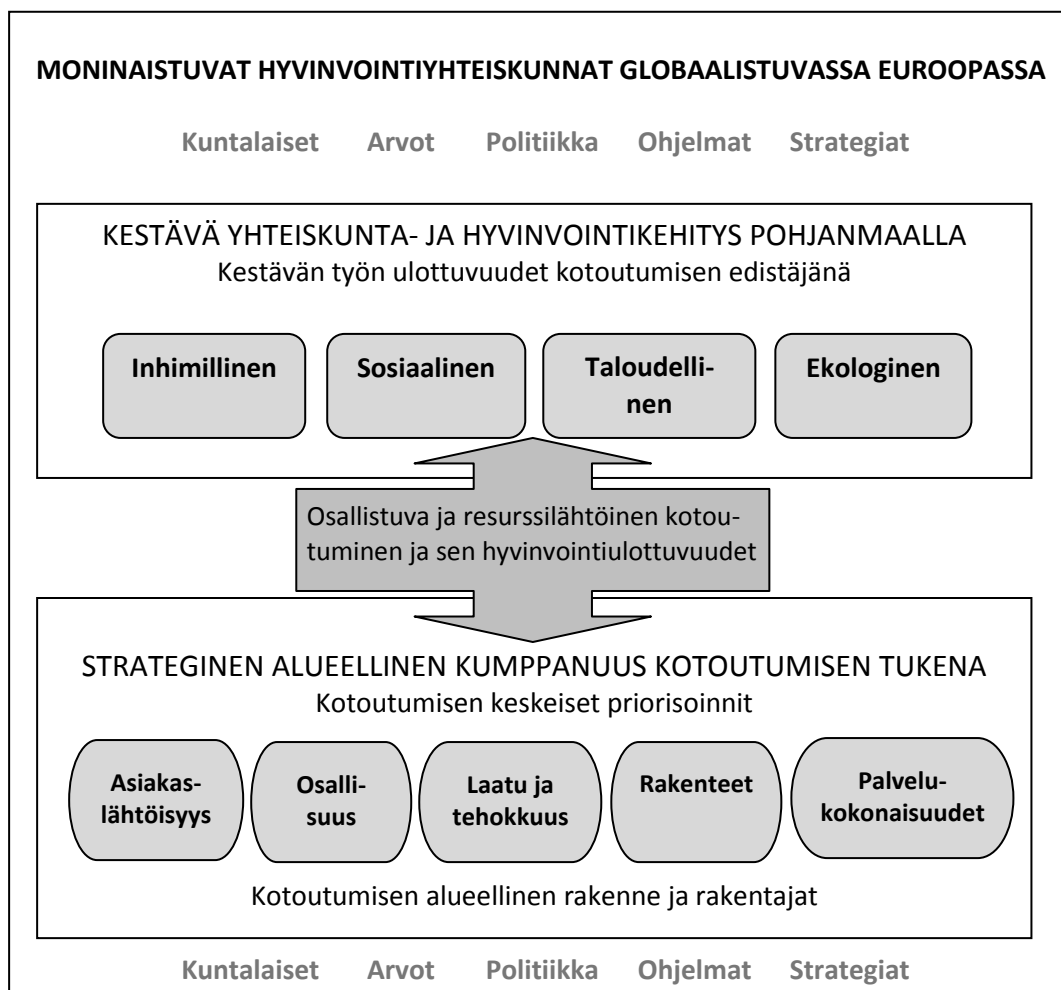 MONINAISTUVAT HYVINVOINTIYHTEISKUNNAT GLOBAALISTUVASSA EUROOPASSA
Kuntalaiset Arvot Politiikka Ohjelmat Strategiat
KESTÄVÄ YHTEISKUNTA- JA HYVINVOINTIKEHITYS POHJANMAALLA
Kestävän työn ulottuvuudet kotoutumisen edistäjänä
Inhimillinen
Sosiaalinen
Taloudelli-
nen
Ekologinen
Osallistuva ja resurssilähtöinen kotou-
tuminen ja sen hyvinvointiulottuvuudet
STRATEGINEN ALUEELLINEN KUMPPANUUS KOTOUTUMISEN TUKENA
Kotoutumisen keskeiset priorisoinnit
Asiakas-
lähtöisyys
Osalli-
suus
Laatu ja
tehokkuus
Rakenteet
Palvelu-
kokonaisuudet
Kotoutumisen alueellinen rakenne ja rakentajat
Kuntalaiset Arvot Politiikka Ohjelmat Strategiat